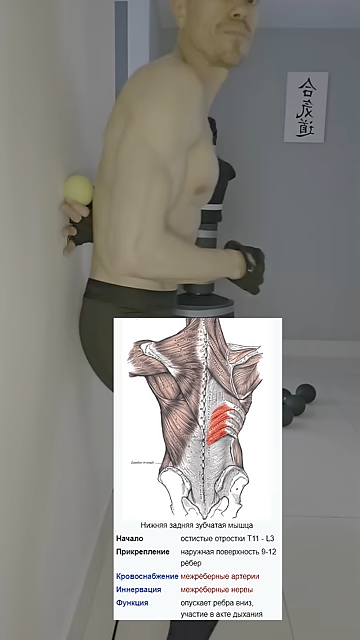 合
気
道
Нижняя задняя зубчатая мышца
Начало остистые отростки T11 - L3
Прикрепление наружная поверхность 9-12
рёбер
Кровоснабжение межреберные артерии
Иннервация межреберные нервы
Функция опускает ребра вниз,
участие в акте дыхания